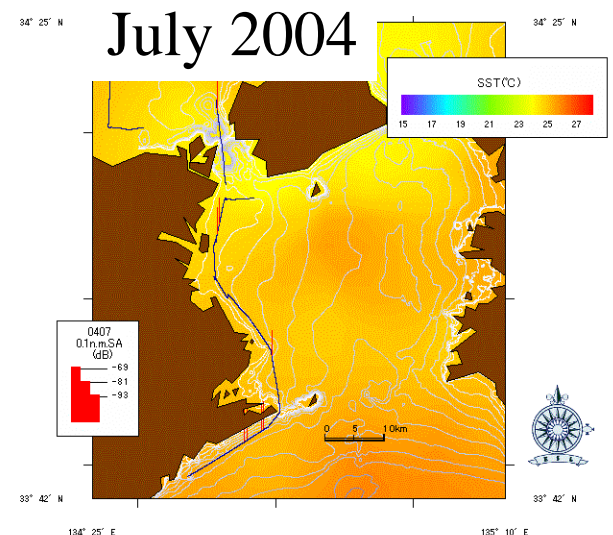 July 2004
34° 25′ N
34° 25′ N
SST(℃)
15 17 19 21 23 25 27
0407
0.1n.m.SA
(dB)
-69
-81
-93
0 5 10km
33° 42′ N
33° 42′ N
134° 25′ E
135° 10′ E